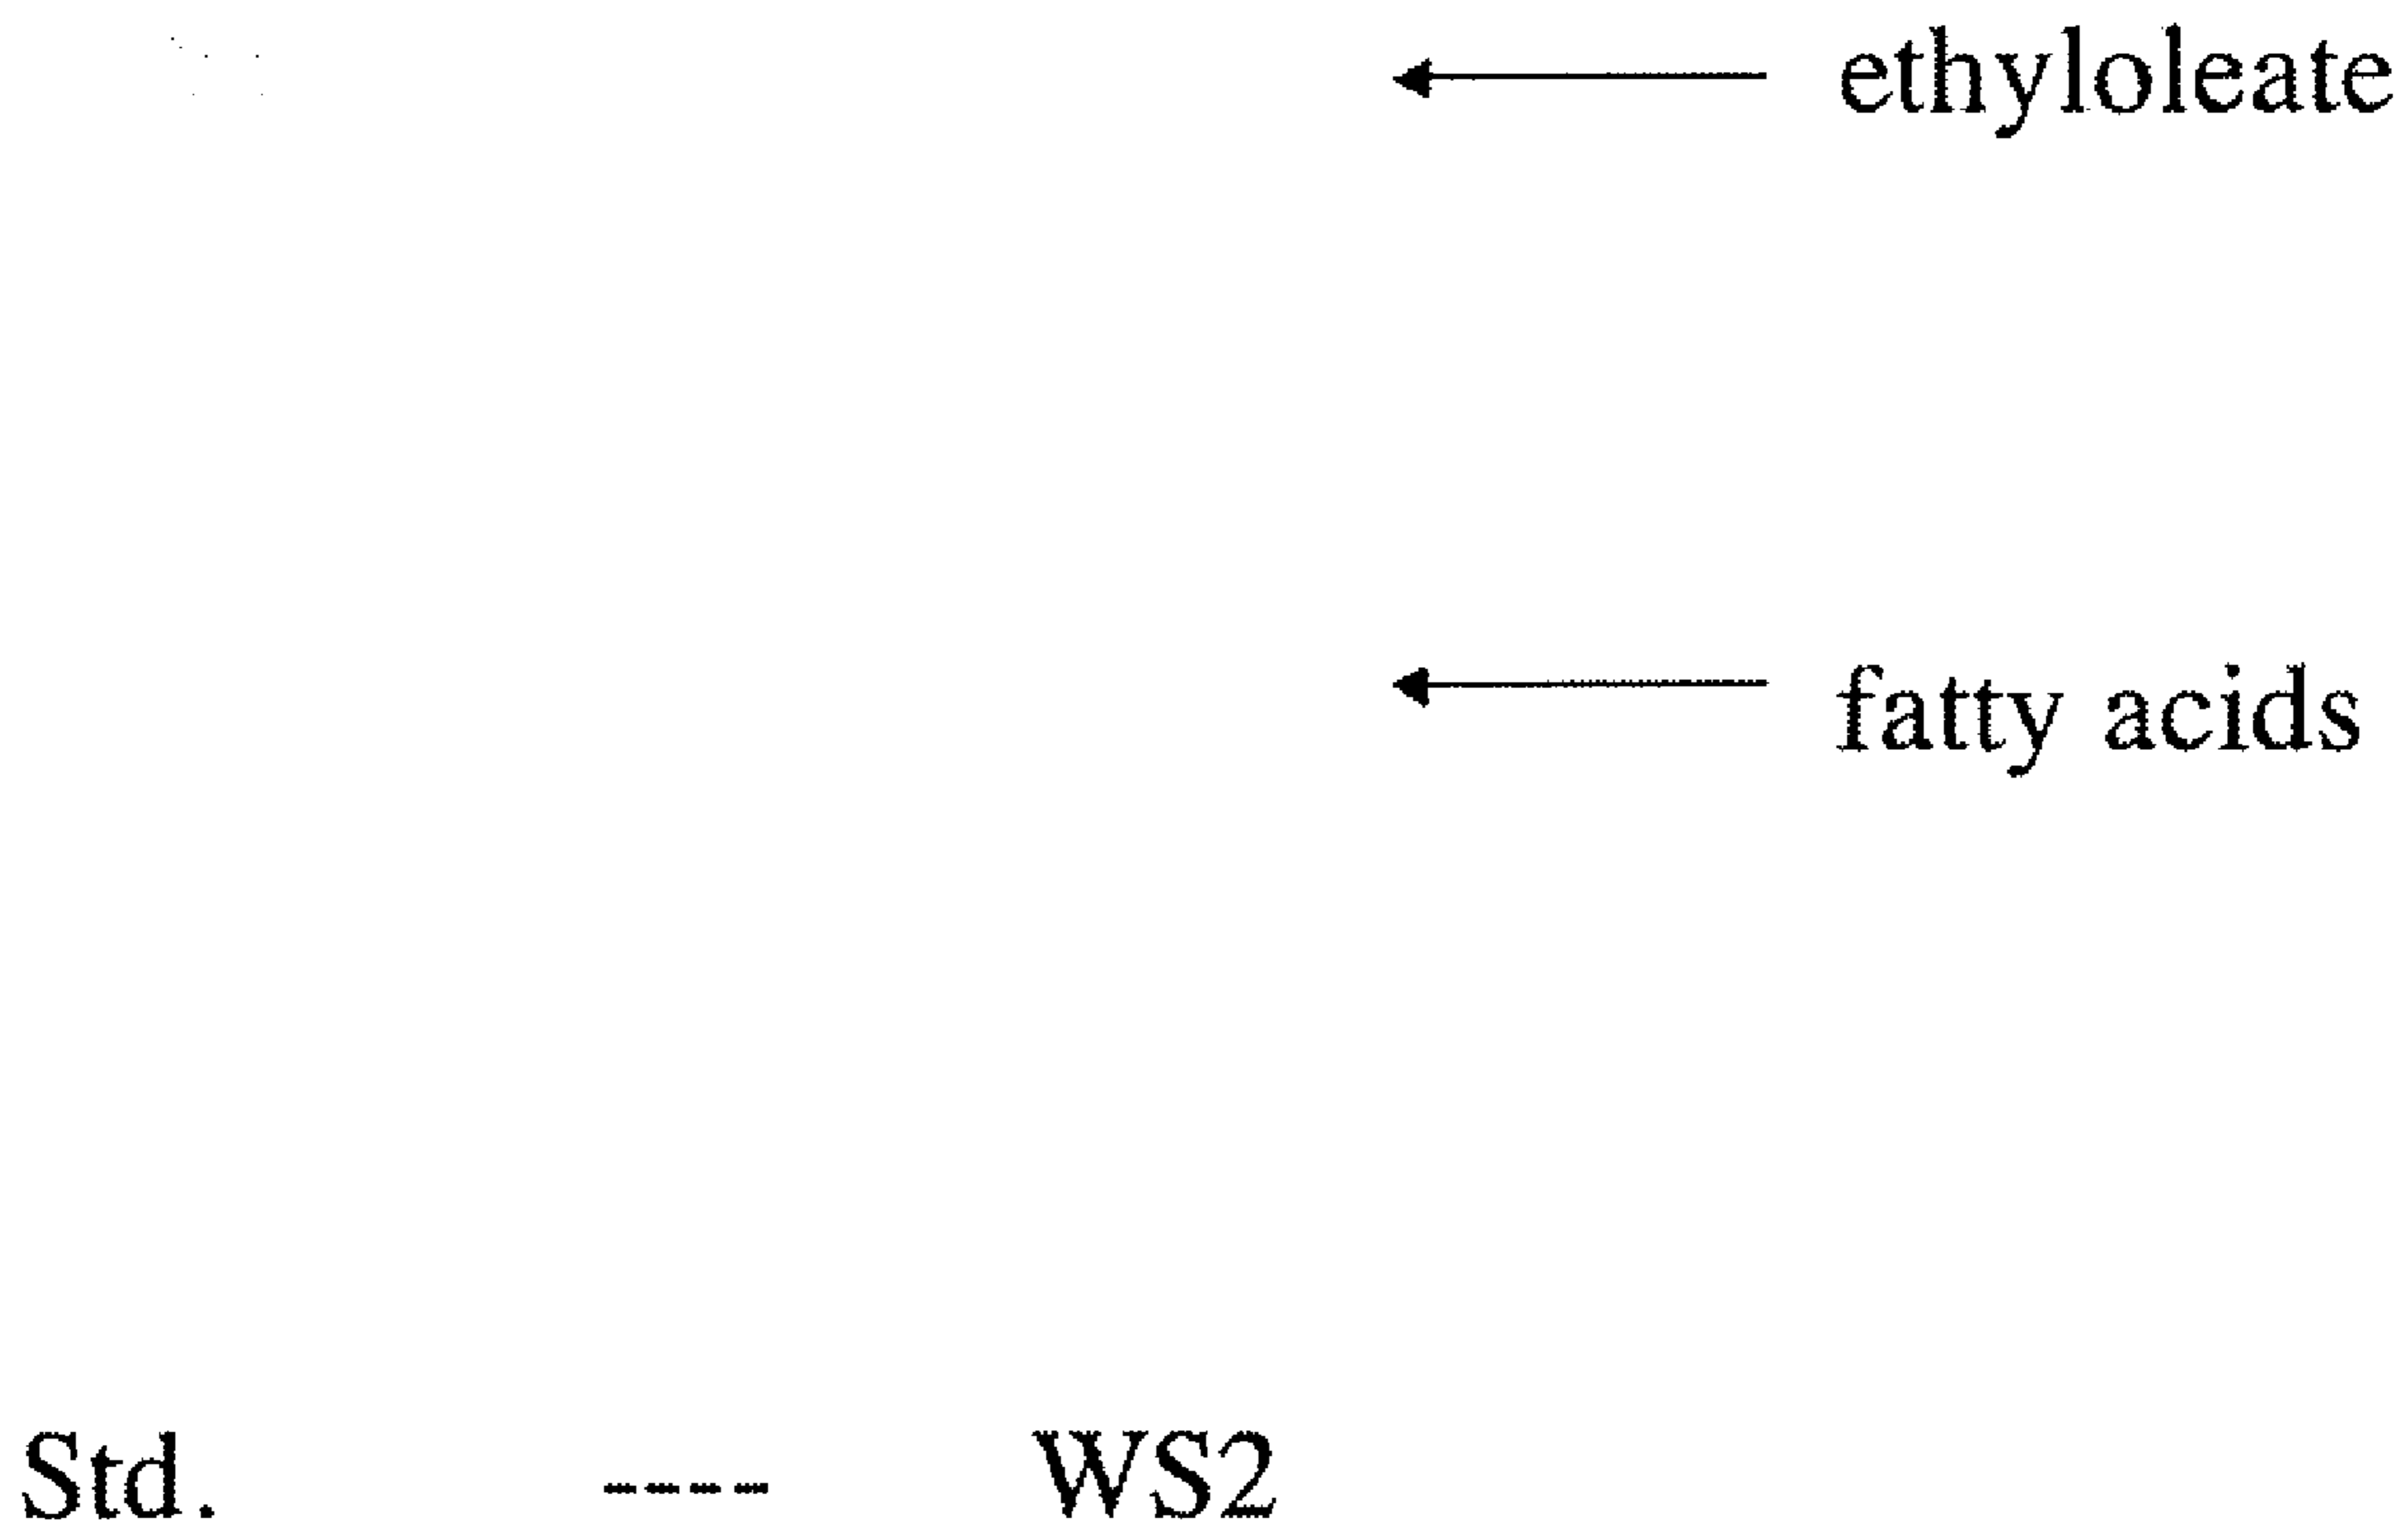 ethyloleate
fatty acids
Std. ---- WS2